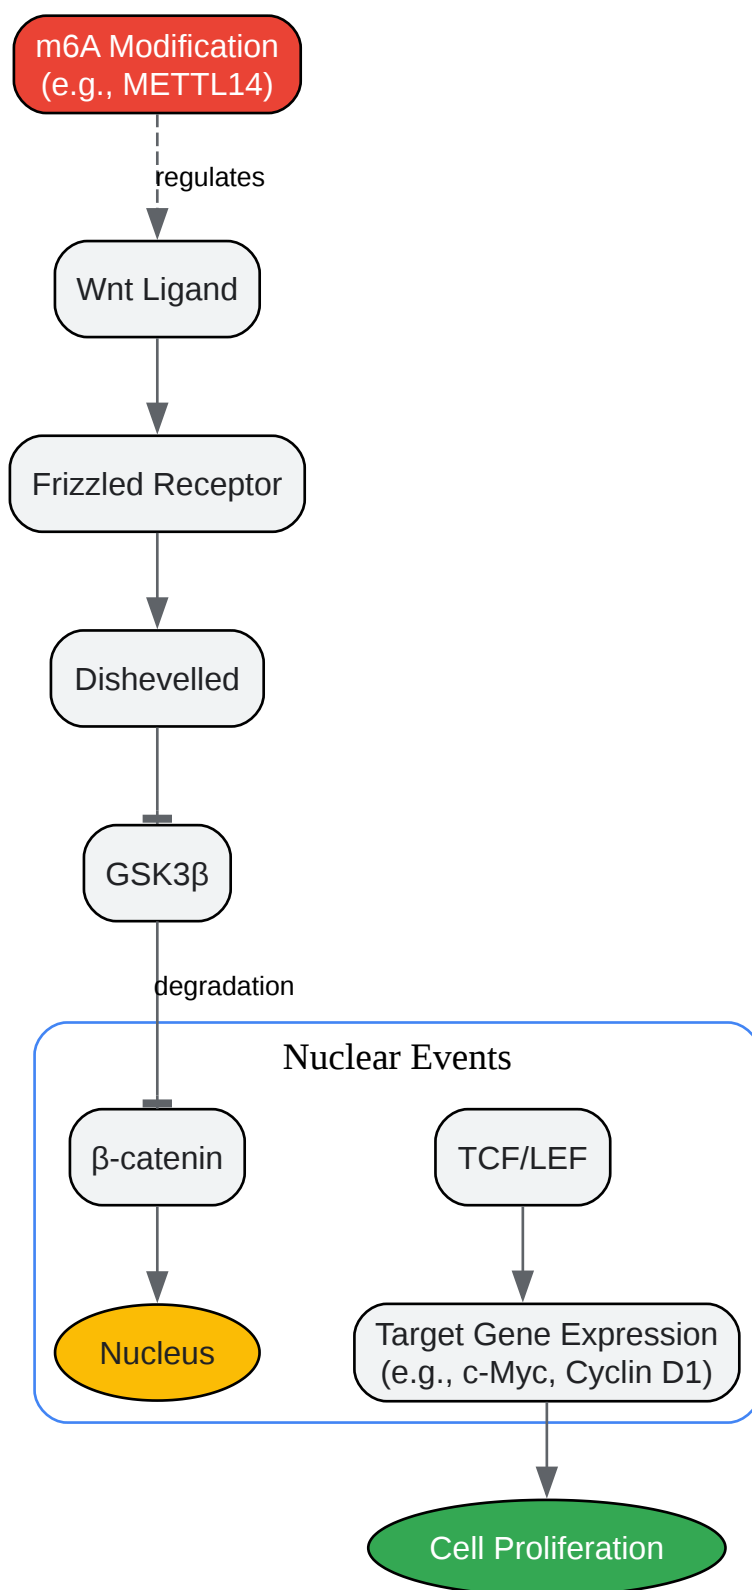 m6A Modification
(e.g., METTL14)
regulates
Wnt Ligand
Frizzled Receptor
Dishevelled
GSK3β
degradation
Nuclear Events
β-catenin
TCF/LEF
Nucleus
Target Gene Expression
(e.g., c-Myc, Cyclin D1)
Cell Proliferation